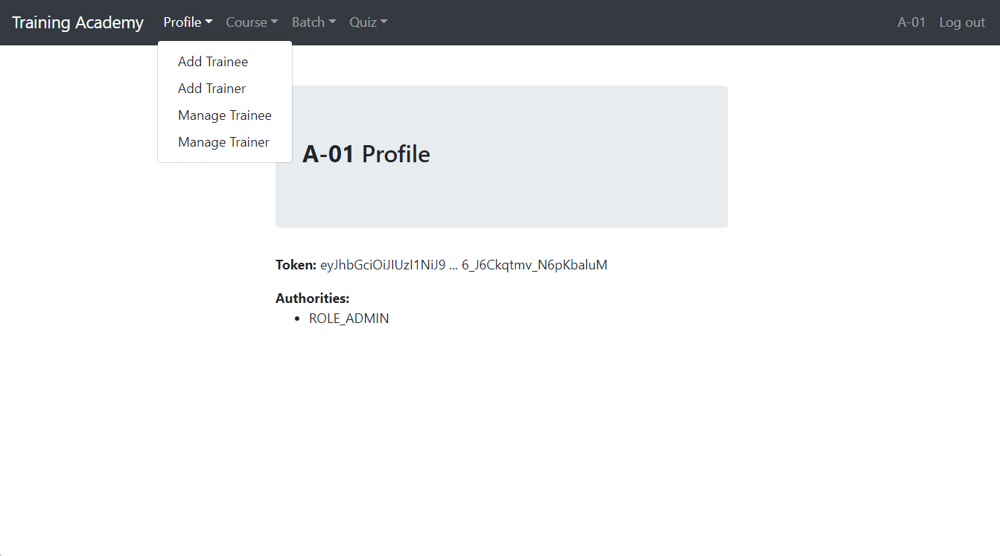 Training Academy Profile Course Batch Quiz A-01 Log out
Add Trainee
Add Trainer
Manage Trainee
Manage Trainer
A-01 Profile
Token: eyJhbGciOiJIUzI1NiJ9 ... 6_J6Ckqtmv_N6pKbaluM
Authorities:
• ROLE_ADMIN